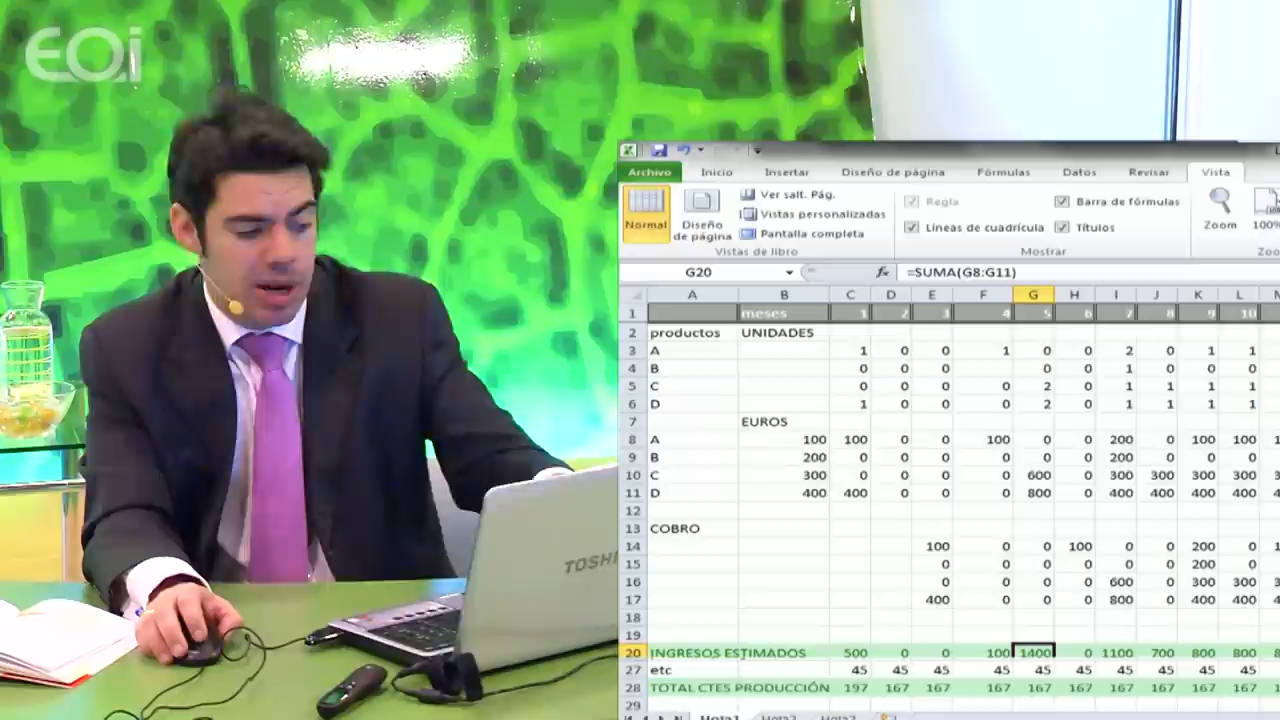 EOi
TOSHI
Archivo Inicio Insertar Diseño de página Fórmulas Datos Revisar Vista
Normal
Diseño de página
Ver salt. Pág.
Vistas personalizadas
Pantalla completa
Vistas de libro
Regla
Barra de fórmulas
Líneas de cuadrícula
Títulos
Mostrar
Zoom
100%
Zoo
G20 fx =SUMA(G8:G11)
A B C D E F G H I J K L
1 meses 1 2 3 4 5 6 7 8 9 10
2 productos UNIDADES
3 A 1 0 0 1 0 0 2 0 1 1
4 B 0 0 0 0 0 1 0 0 0
5 C 0 0 0 0 2 0 1 1 1 1
6 D 1 0 0 0 2 0 1 1 1 1
7 EUROS
8 A 100 100 0 0 100 0 0 200 0 100 100
9 B 200 0 0 0 0 0 0 200 0 0 0
10 C 300 0 0 0 0 600 0 300 300 300 300
11 D 400 400 0 0 0 800 0 400 400 400 400
12
13 COBRO
14 100 0 0 100 0 0 200 0
15 0 0 0 0 0 0 200 0
16 0 0 0 0 600 0 300 300
17 400 0 0 0 800 0 400 400
18
19
20 INGRESOS ESTIMADOS 500 0 0 100 1400 0 1100 700 800 800
27 etc 45 45 45 45 45 45 45 45 45 45
28 TOTAL CTES PRODUCCIÓN 197 167 167 167 167 167 167 167 167 167
29